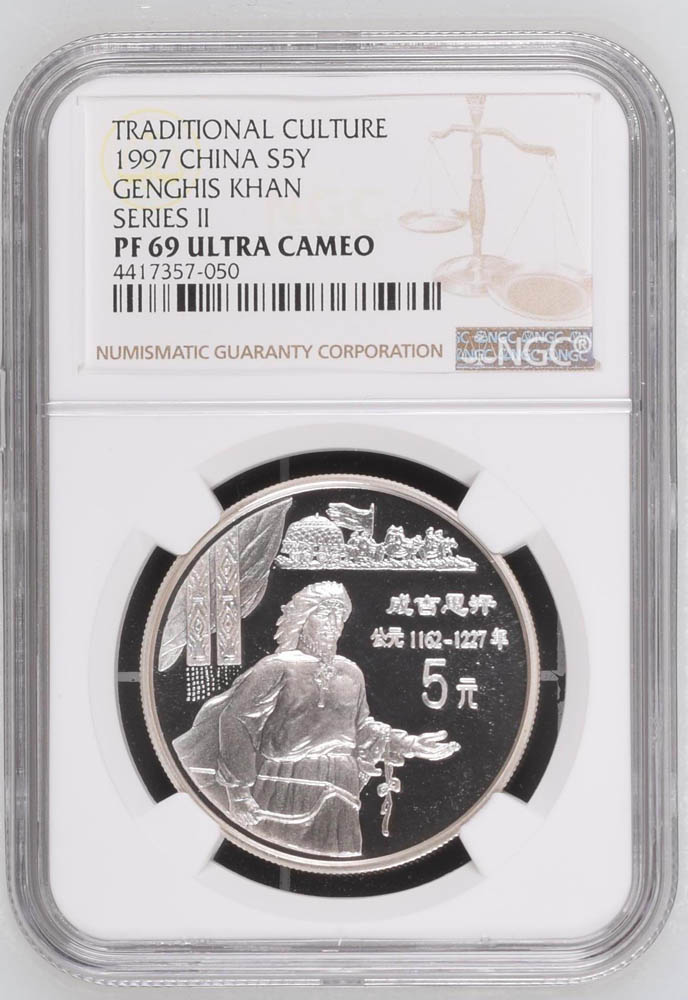 TRADITIONAL CULTURE
1997 CHINA S5Y
GENGHIS KHAN
SERIES II
PF 69 ULTRA CAMEO
4417357-050
NUMISMATIC GUARANTY CORPORATION
NGC®
成吉思汗
公元 1162-1227 年
5元